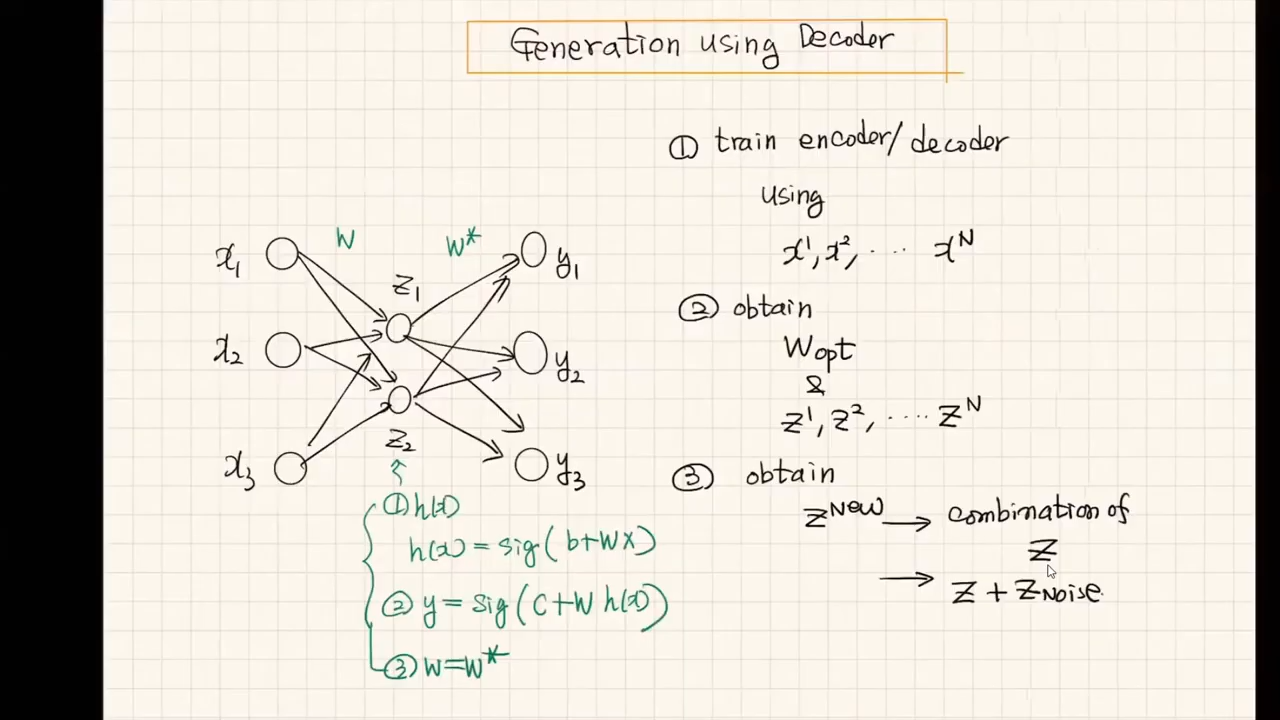 Generation using Decoder
① train encoder/decoder
using
x¹, x², ···· x^N
② obtain
Wopt
&
z¹, z², ···· z^N
③ obtain
z^New → combination of
z
→ z + z Noise.
W
W*
x₁
z₁
y₁
x₂
y₂
z₂
x₃
y₃
① h(x)
h(x) = sig( b+WX)
② y = sig( C+W h(x))
③ W=W*